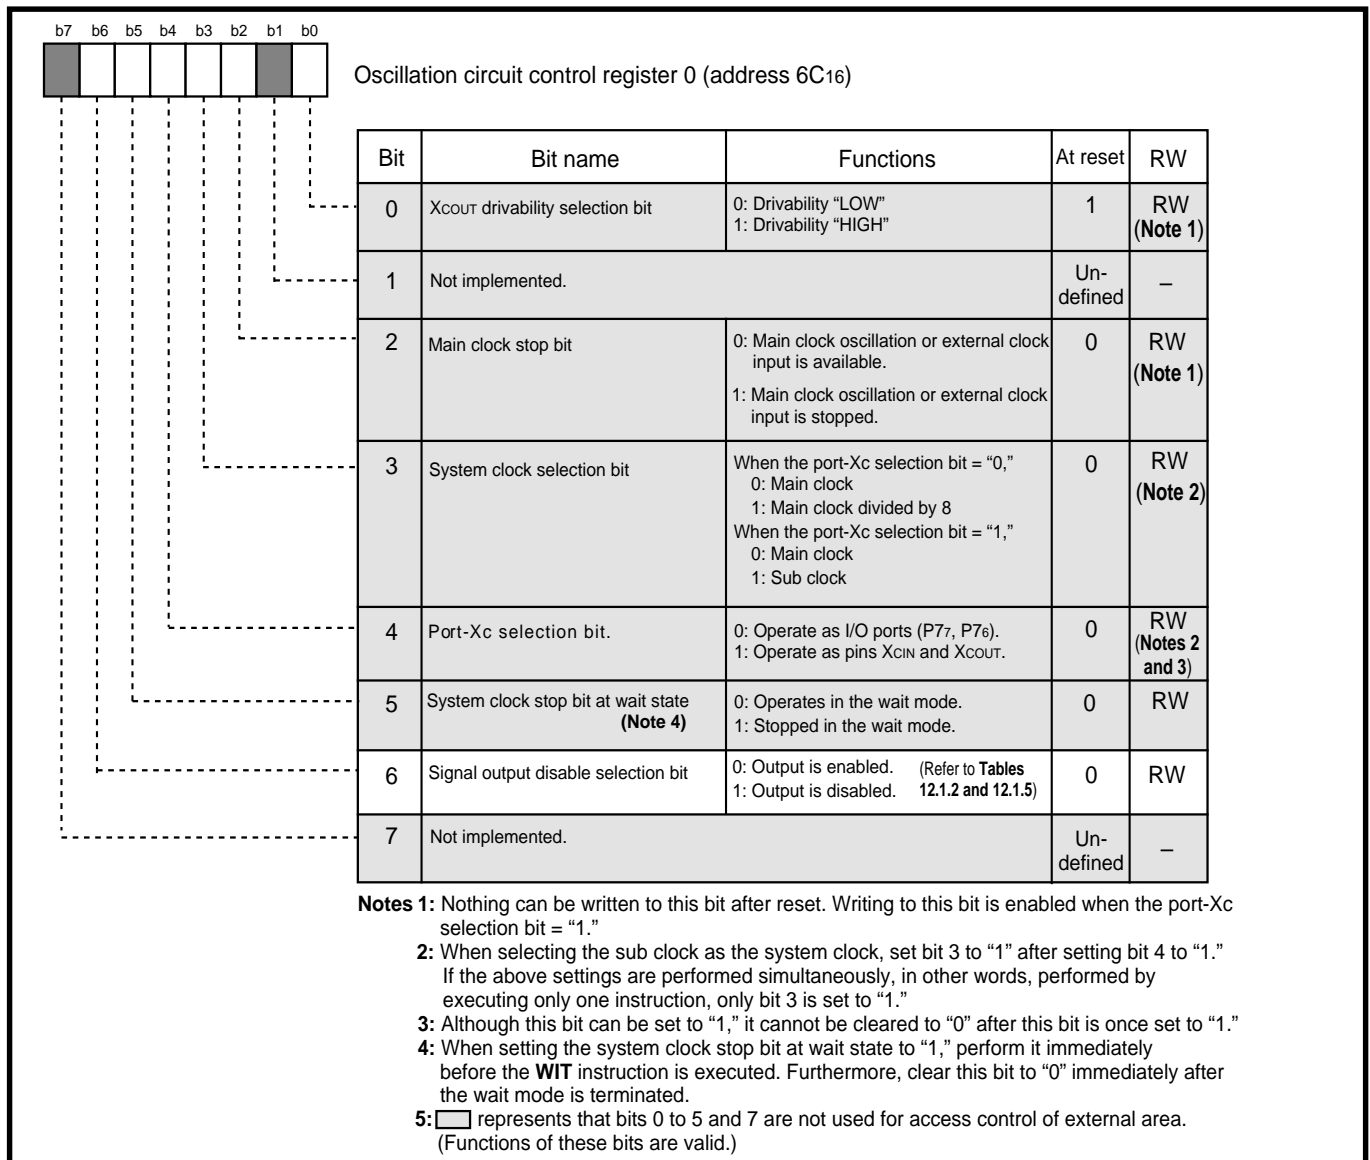 b7 b6 b5 b4 b3 b2 b1 b0
Oscillation circuit control register 0 (address 6C16)
Bit Bit name Functions At reset RW
0 XCOUT drivability selection bit 0: Drivability “LOW” 1 RW
1: Drivability “HIGH” (Note 1)
1 Not implemented. Un-
defined –
2 Main clock stop bit 0: Main clock oscillation or external clock 0 RW
input is available. (Note 1)
1: Main clock oscillation or external clock
input is stopped.
3 System clock selection bit When the port-Xc selection bit = “0,” 0 RW
0: Main clock (Note 2)
1: Main clock divided by 8
When the port-Xc selection bit = “1,”
0: Main clock
1: Sub clock
4 Port-Xc selection bit. 0: Operate as I/O ports (P77, P76). 0 RW
1: Operate as pins XCIN and XCOUT. (Notes 2
and 3)
5 System clock stop bit at wait state 0: Operates in the wait mode. 0 RW
(Note 4) 1: Stopped in the wait mode.
6 Signal output disable selection bit 0: Output is enabled. (Refer to Tables 0 RW
1: Output is disabled. 12.1.2 and 12.1.5)
7 Not implemented. Un-
defined –
Notes 1: Nothing can be written to this bit after reset. Writing to this bit is enabled when the port-Xc
selection bit = “1.”
2: When selecting the sub clock as the system clock, set bit 3 to “1” after setting bit 4 to “1.”
If the above settings are performed simultaneously, in other words, performed by
executing only one instruction, only bit 3 is set to “1.”
3: Although this bit can be set to “1,” it cannot be cleared to “0” after this bit is once set to “1.”
4: When setting the system clock stop bit at wait state to “1,” perform it immediately
before the WIT instruction is executed. Furthermore, clear this bit to “0” immediately after
the wait mode is terminated.
5: represents that bits 0 to 5 and 7 are not used for access control of external area.
(Functions of these bits are valid.)